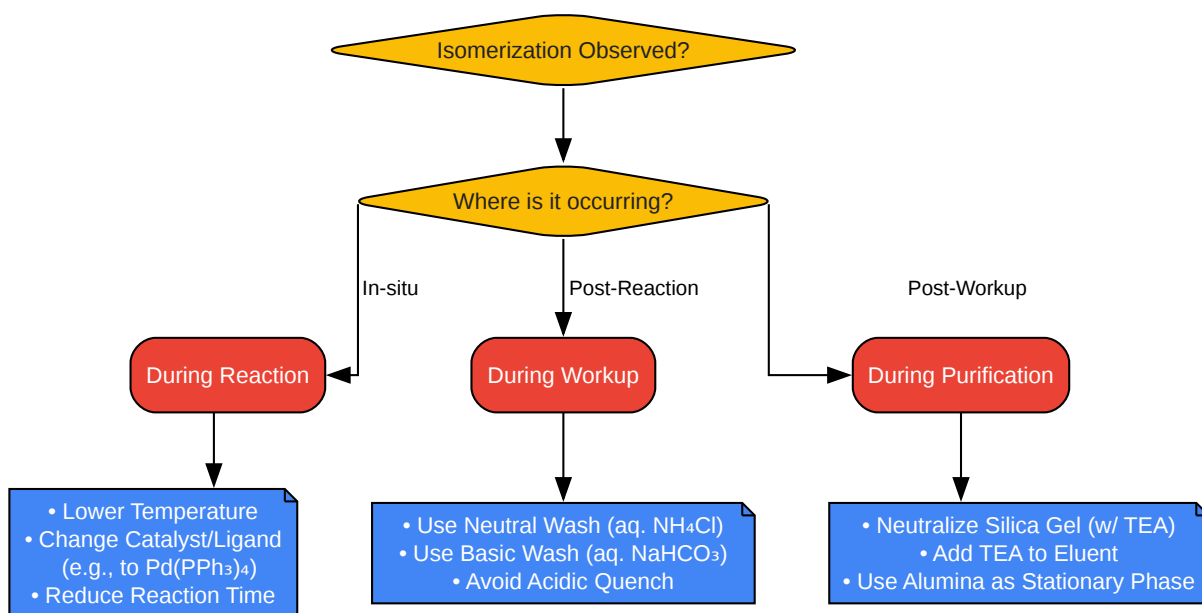 Isomerization Observed?
Where is it occurring?
In-situ
Post-Reaction
Post-Workup
During Reaction
During Workup
During Purification
• Lower Temperature
• Change Catalyst/Ligand
(e.g., to Pd(PPh₃)₄)
• Reduce Reaction Time
• Use Neutral Wash (aq. NH₄Cl)
• Use Basic Wash (aq. NaHCO₃)
• Avoid Acidic Quench
• Neutralize Silica Gel (w/ TEA)
• Add TEA to Eluent
• Use Alumina as Stationary Phase